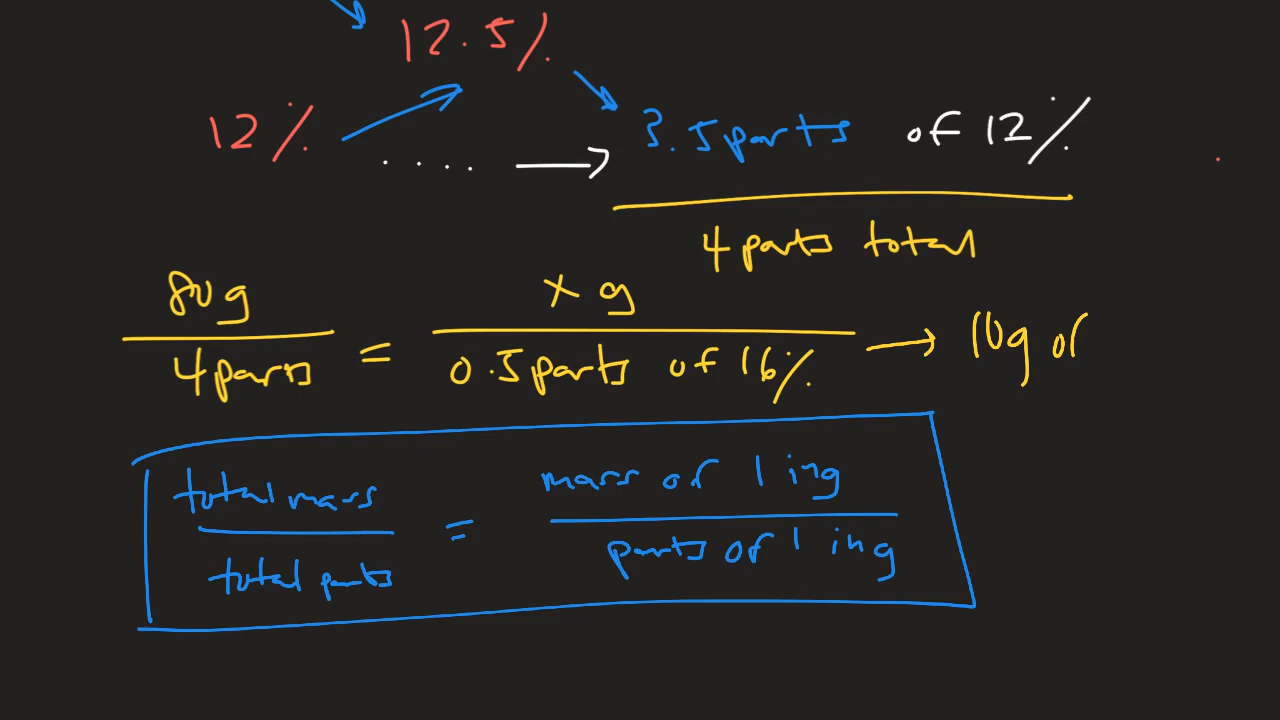 12.5%
12% .... → 3.5 parts of 12%
4 parts total
80g / 4 parts = x g / 0.5 parts of 16% → 10g of
total mass / total parts = mass of 1 ing / parts of 1 ing